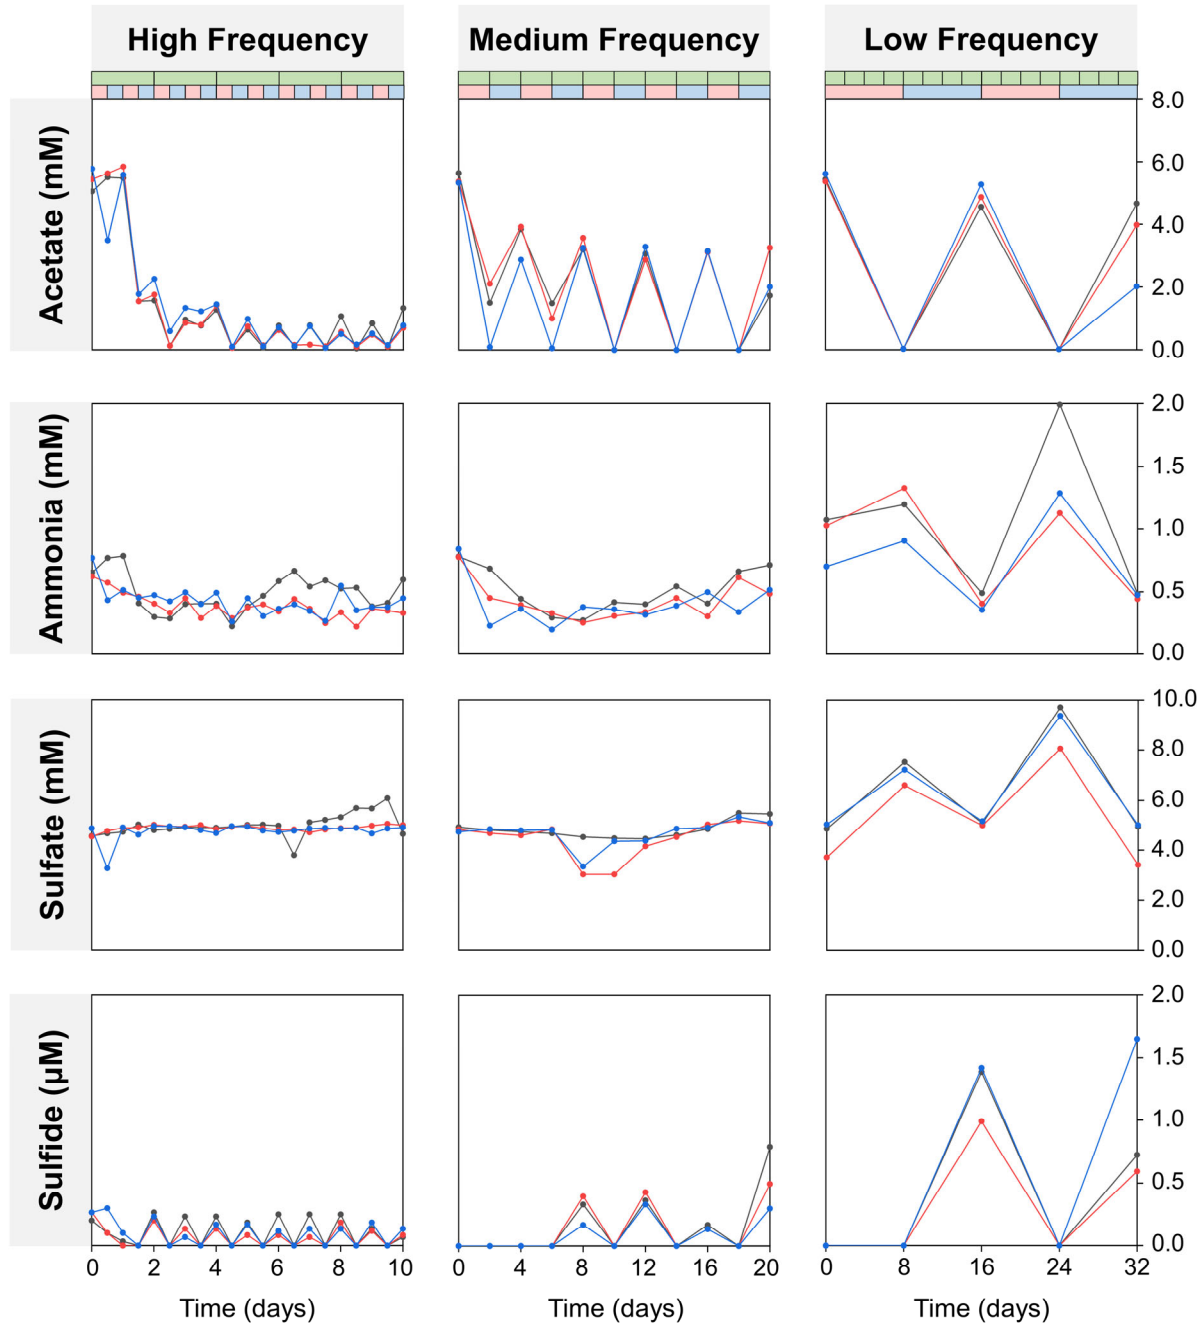 High Frequency
Medium Frequency
Low Frequency
Acetate (mM)
8.0
6.0
4.0
2.0
0.0
Ammonia (mM)
2.0
1.5
1.0
0.5
0.0
Sulfate (mM)
10.0
8.0
6.0
4.0
2.0
0.0
Sulfide (μM)
2.0
1.5
1.0
0.5
0.0
0 2 4 6 8 10
0 4 8 12 16 20
0 8 16 24 32
Time (days)
Time (days)
Time (days)